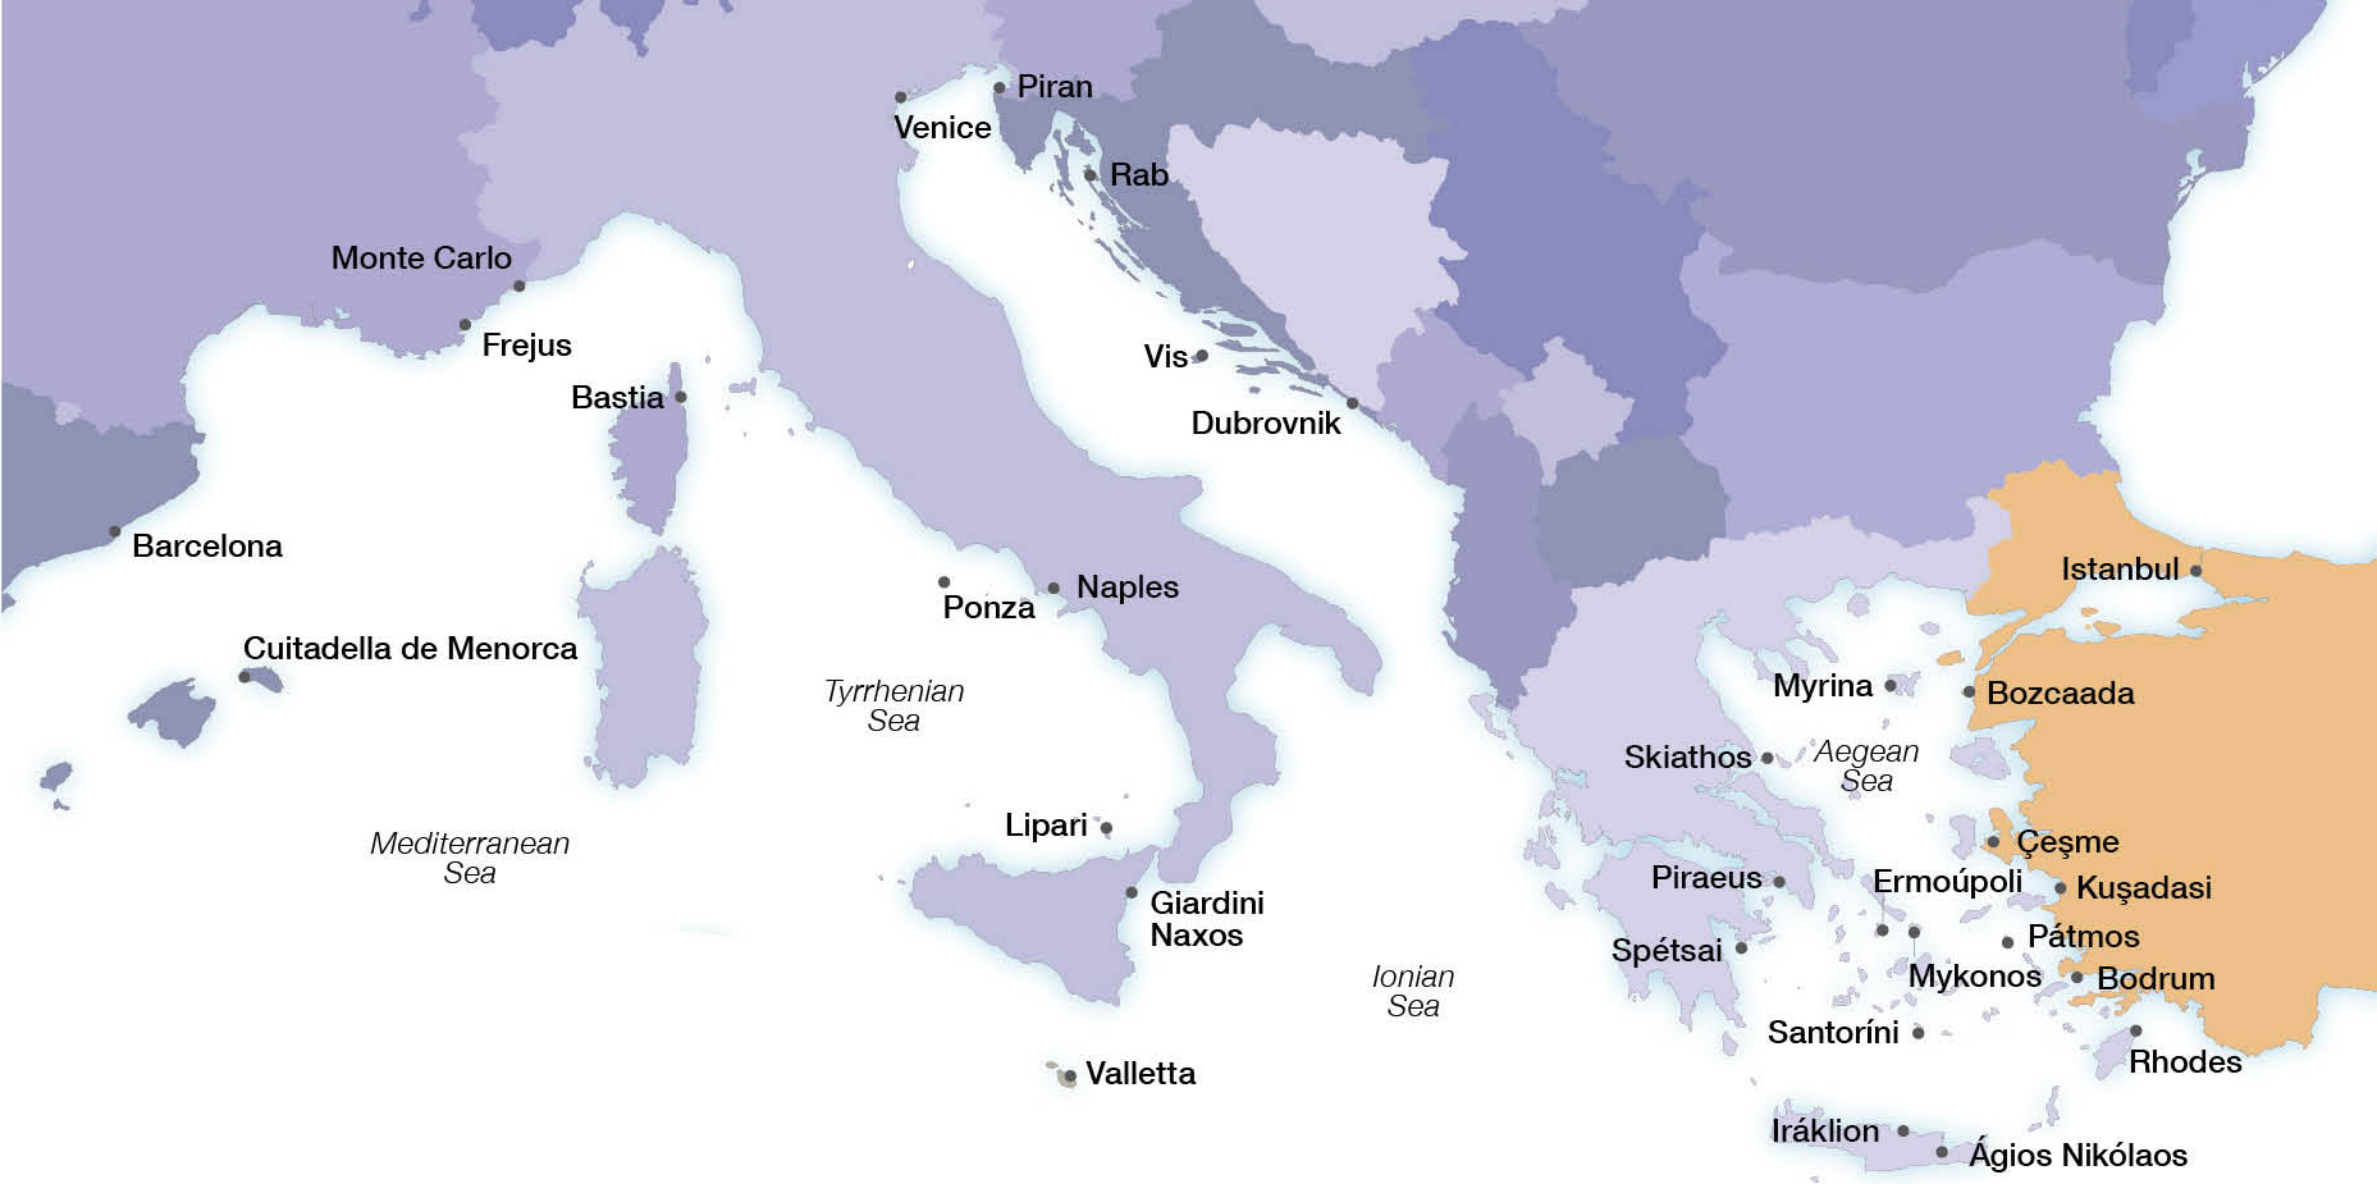 Piran
Venice
Rab
Monte Carlo
Frejus
Vis
Bastia
Dubrovnik
Barcelona
Istanbul
Naples
Ponza
Cuitadella de Menorca
Tyrrhenian
Sea
Myrina
Bozcaada
Skiathos
Aegean
Sea
Lipari
Mediterranean
Sea
Çeşme
Piraeus
Ermoúpoli
Kuşadasi
Giardini
Naxos
Spétsai
Pátmos
Ionian
Sea
Mykonos
Bodrum
Santoríni
Rhodes
Valletta
Iráklion
Ágios Nikólaos